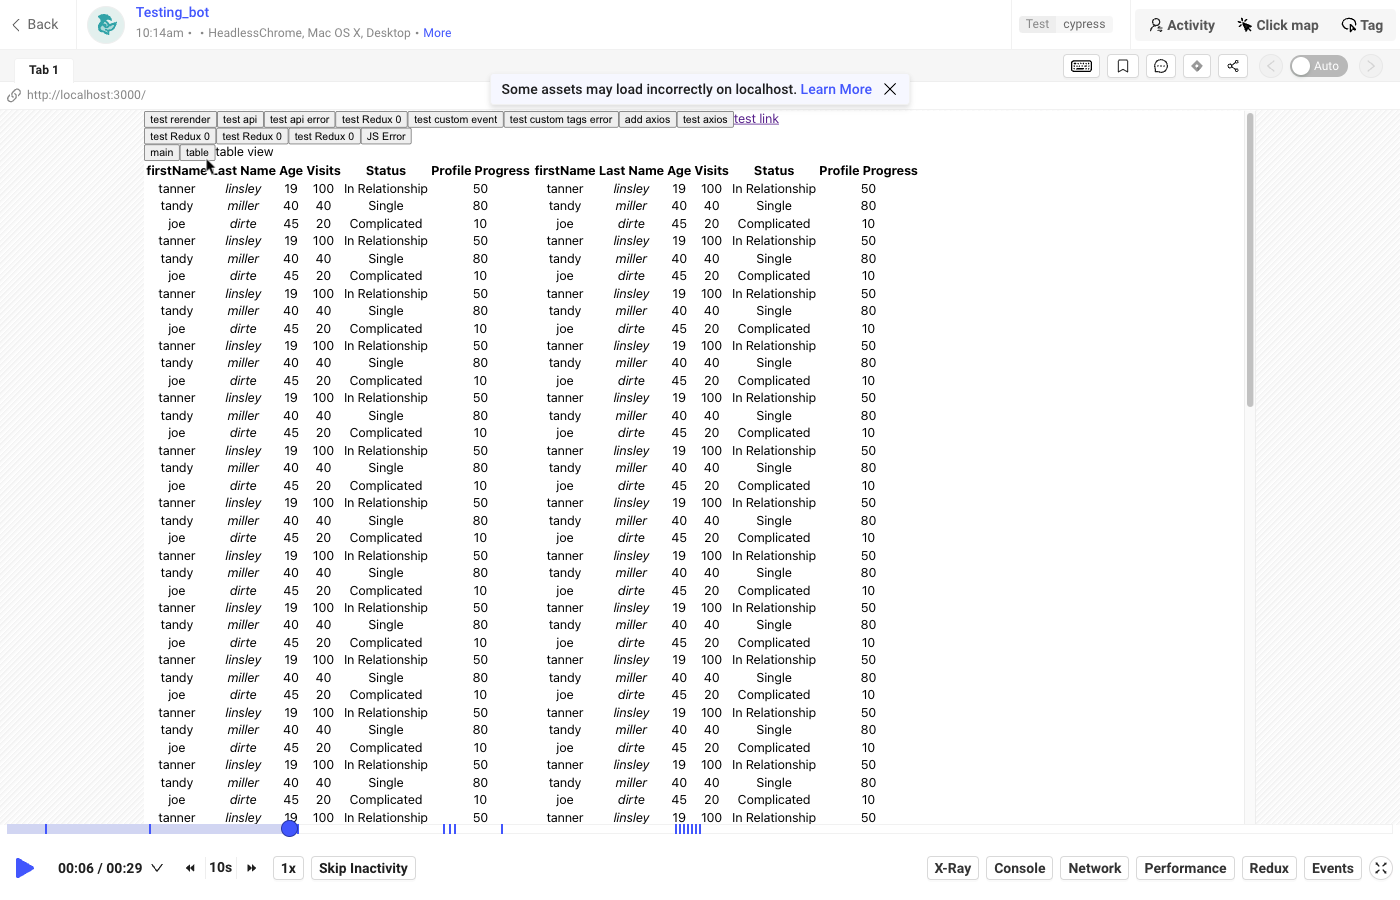 Back
Testing_bot
10:14am • • HeadlessChrome, Mac OS X, Desktop • More
Test cypress
Activity Click map Tag
Tab 1
Auto
http://localhost:3000/
Some assets may load incorrectly on localhost. Learn More
test rerender test api test api error test Redux 0 test custom event test custom tags error add axios test axios test link
test Redux 0 test Redux 0 test Redux 0 JS Error
main table table view
firstName Last Name Age Visits Status Profile Progress firstName Last Name Age Visits Status Profile Progress
tanner linsley 19 100 In Relationship 50 tanner linsley 19 100 In Relationship 50
tandy miller 40 40 Single 80 tandy miller 40 40 Single 80
joe dirte 45 20 Complicated 10 joe dirte 45 20 Complicated 10
tanner linsley 19 100 In Relationship 50 tanner linsley 19 100 In Relationship 50
tandy miller 40 40 Single 80 tandy miller 40 40 Single 80
joe dirte 45 20 Complicated 10 joe dirte 45 20 Complicated 10
tanner linsley 19 100 In Relationship 50 tanner linsley 19 100 In Relationship 50
tandy miller 40 40 Single 80 tandy miller 40 40 Single 80
joe dirte 45 20 Complicated 10 joe dirte 45 20 Complicated 10
tanner linsley 19 100 In Relationship 50 tanner linsley 19 100 In Relationship 50
tandy miller 40 40 Single 80 tandy miller 40 40 Single 80
joe dirte 45 20 Complicated 10 joe dirte 45 20 Complicated 10
tanner linsley 19 100 In Relationship 50 tanner linsley 19 100 In Relationship 50
tandy miller 40 40 Single 80 tandy miller 40 40 Single 80
joe dirte 45 20 Complicated 10 joe dirte 45 20 Complicated 10
tanner linsley 19 100 In Relationship 50 tanner linsley 19 100 In Relationship 50
tandy miller 40 40 Single 80 tandy miller 40 40 Single 80
joe dirte 45 20 Complicated 10 joe dirte 45 20 Complicated 10
tanner linsley 19 100 In Relationship 50 tanner linsley 19 100 In Relationship 50
tandy miller 40 40 Single 80 tandy miller 40 40 Single 80
joe dirte 45 20 Complicated 10 joe dirte 45 20 Complicated 10
tanner linsley 19 100 In Relationship 50 tanner linsley 19 100 In Relationship 50
tandy miller 40 40 Single 80 tandy miller 40 40 Single 80
joe dirte 45 20 Complicated 10 joe dirte 45 20 Complicated 10
tanner linsley 19 100 In Relationship 50 tanner linsley 19 100 In Relationship 50
tandy miller 40 40 Single 80 tandy miller 40 40 Single 80
joe dirte 45 20 Complicated 10 joe dirte 45 20 Complicated 10
tanner linsley 19 100 In Relationship 50 tanner linsley 19 100 In Relationship 50
tandy miller 40 40 Single 80 tandy miller 40 40 Single 80
joe dirte 45 20 Complicated 10 joe dirte 45 20 Complicated 10
tanner linsley 19 100 In Relationship 50 tanner linsley 19 100 In Relationship 50
tandy miller 40 40 Single 80 tandy miller 40 40 Single 80
joe dirte 45 20 Complicated 10 joe dirte 45 20 Complicated 10
tanner linsley 19 100 In Relationship 50 tanner linsley 19 100 In Relationship 50
tandy miller 40 40 Single 80 tandy miller 40 40 Single 80
joe dirte 45 20 Complicated 10 joe dirte 45 20 Complicated 10
tanner linsley 19 100 In Relationship 50 tanner linsley 19 100 In Relationship 50
00:06 / 00:29 10s 1x Skip Inactivity X-Ray Console Network Performance Redux Events